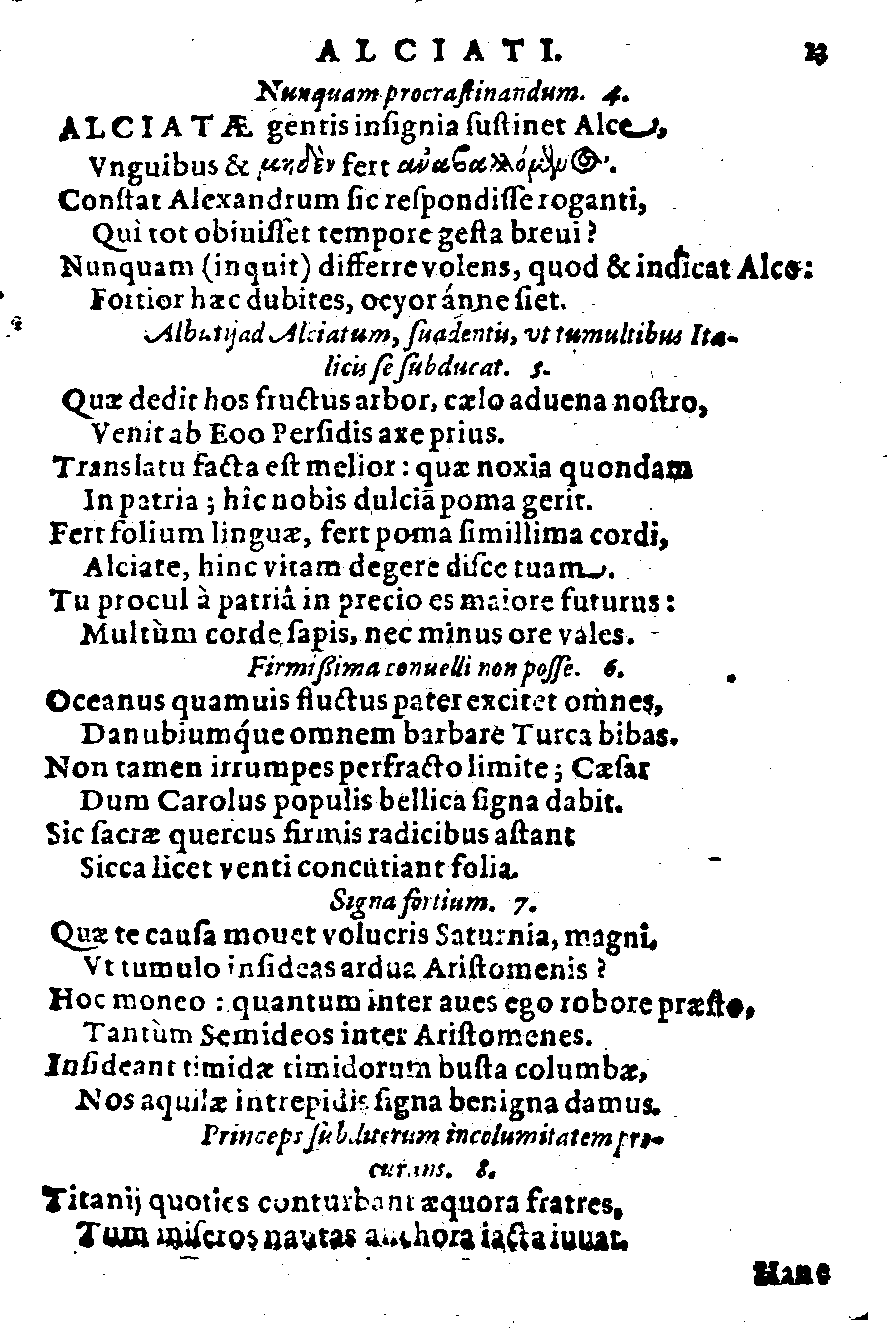 ALCIATI. 13
Nunquam procraſtinandum. 4.
ALCIATÆ gentis inſignia ſuſtinet Alce,
Vnguibus & μηδὲν fert ἀναβαλλόμενος.
Conſtat Alexandrum ſic reſpondiſſe roganti,
Qui tot obiuiſſet tempore geſta breui?
Nunquam (inquit) differre volens, quod & indicat Alce:
Fortior hæc dubites, ocyor ánne ſiet.
Albutij ad Alciatum, ſuadentis, vt tumultibus Ita-
licis ſe ſubducat. 5.
Quæ dedit hos fructus arbor, cælo aduena noſtro,
Venit ab Eoo Perſidis axe prius.
Translatu facta eſt melior: quæ noxia quondam
In patria; hîc nobis dulcia poma gerit.
Fert folium linguæ, fert poma ſimillima cordi,
Alciate, hinc vitam degere diſce tuam.
Tu procul à patriâ in precio es maiore futurus:
Multùm corde ſapis, nec minus ore vales.
Firmißima conuelli non poſſe. 6.
Oceanus quamuis fluctus pater excitet omnes,
Danubiumq́ue omnem barbare Turca bibas.
Non tamen irrumpes perfracto limite; Cæſar
Dum Carolus populis bellica ſigna dabit.
Sic ſacræ quercus firmis radicibus aſtant
Sicca licet venti concutiant folia.
Signa fortium. 7.
Quæ te cauſa mouet volucris Saturnia, magni,
Vt tumulo inſideas ardua Ariſtomenis?
Hoc moneo: quantum inter aues ego robore præſto,
Tantùm Semideos inter Ariſtomenes.
Inſideant timidæ timidorum buſta columbæ,
Nos aquilæ intrepidis ſigna benigna damus.
Princeps ſubditorum incolumitatem pro-
curans. 8.
Titanij quoties conturbant æquora fratres,
Tum miſeros nautas anchora iacta iuuat.
Hanc